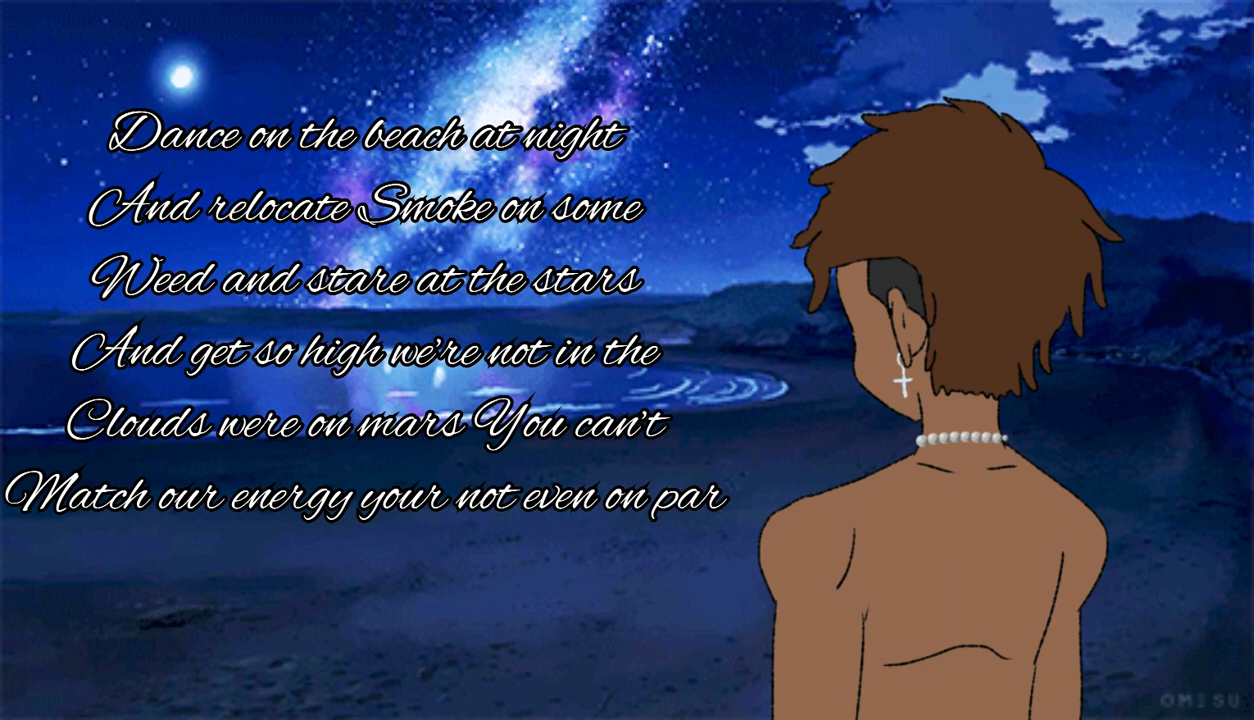 Dance on the beach at night
And relocate Smoke on some
Weed and stare at the stars
And get so high we're not in the
Clouds were on mars You can't
Match our energy your not even on par
OMISU